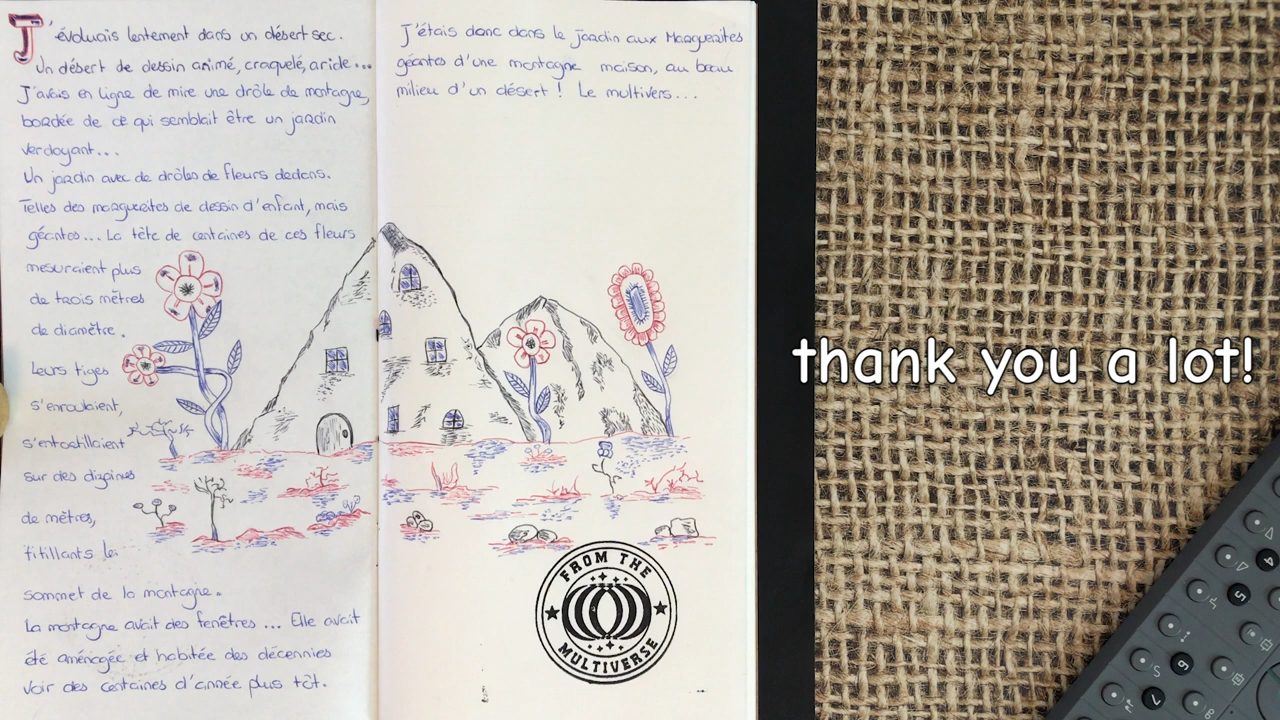 J'évoluais lentement dans un désert sec.
Un désert de dessin animé, craquelé, aride...
J'avais en ligne de mire une drôle de montagne,
bordée de ce qui semblait être un jardin
verdoyant...
Un jardin avec de drôles de fleurs dedans.
Telles des marguerites de dessin d'enfant, mais
géantes... La tête de centaines de ces fleurs
mesuraient plus
de trois mètres
de diamètre.
Leurs tiges
s'enroulaient,
s'entortillaient
sur des dizaines
de mètres,
titillants le
sommet de la montagne.
La montagne avait des fenêtres... Elle avait
été aménagée et habitée des décennies
voir des centaines d'année plus tôt.
J'étais donc dans le jardin aux Marguerites
géantes d'une montagne maison, au beau
milieu d'un désert ! Le multivers...
FROM THE
MULTIVERSE
thank you a lot!
4
5
6
7